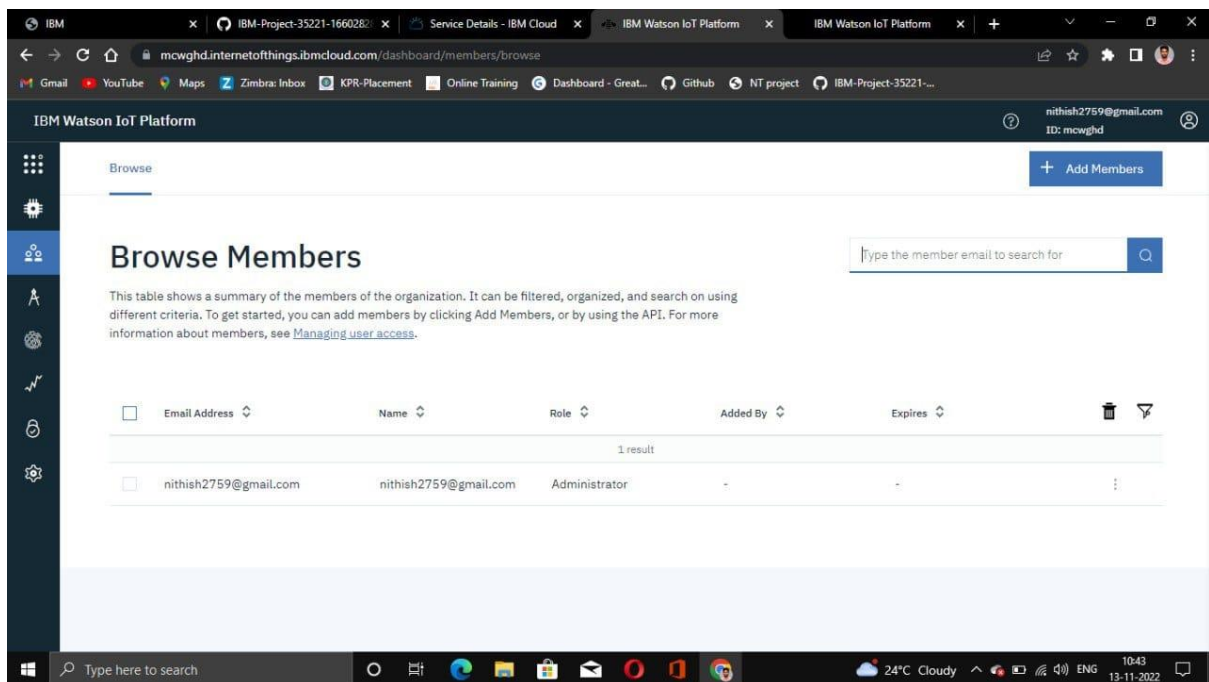 IBM
IBM-Project-35221-1660282
Service Details - IBM Cloud
IBM Watson IoT Platform
IBM Watson IoT Platform
mcwghd.internetofthings.ibmcloud.com/dashboard/members/browse
Gmail YouTube Maps Zimbra: Inbox KPR-Placement Online Training Dashboard - Great... Github NT project IBM-Project-35221-...
IBM Watson IoT Platform
nithish2759@gmail.com
ID: mcwghd
Browse
+ Add Members
Browse Members
Type the member email to search for
This table shows a summary of the members of the organization. It can be filtered, organized, and search on using
different criteria. To get started, you can add members by clicking Add Members, or by using the API. For more
information about members, see Managing user access.
Email Address Name Role Added By Expires
1 result
nithish2759@gmail.com nithish2759@gmail.com Administrator - -
Type here to search
24°C Cloudy ENG
10:43
13-11-2022